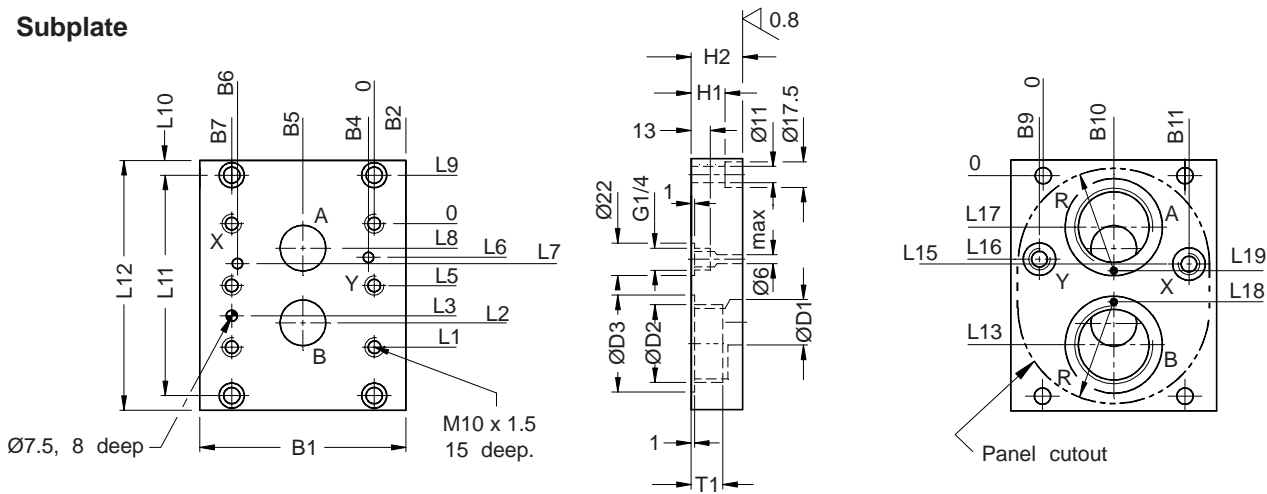 Subplate
B7
B6
B5
B4
0
B2
L10
L9
0
L8
L6
L7
L5
L3
L2
L1
A
X
Y
B
L12
L11
B1
Ø7.5, 8 deep
M10 x 1.5
15 deep.
0.8
H2
H1
13
Ø11
Ø17.5
1
Ø22
G1/4
max
Ø6
ØD3
ØD2
ØD1
1
T1
0
B9
B10
B11
0
L17
L15
L16
L13
L19
L18
R
A
Y
X
R
B
Panel cutout